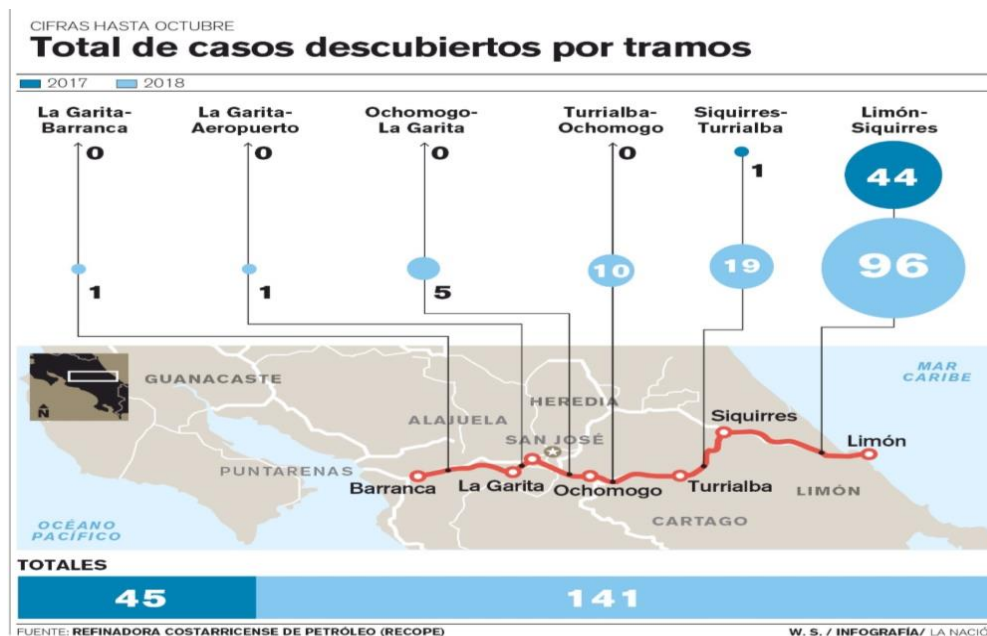 CIFRAS HASTA OCTUBRE
Total de casos descubiertos por tramos
2017 2018
La Garita-
Barranca
La Garita-
Aeropuerto
Ochomogo-
La Garita
Turrialba-
Ochomogo
Siquirres-
Turrialba
Limón-
Siquirres
0 0 0 0 1 44
1 1 5 10 19 96
MAR
CARIBE
GUANACASTE
N
ALAJUELA
HEREDIA
SAN JOSÉ
Siquirres
Limón
PUNTARENAS
Barranca
La Garita
Ochomogo
Turrialba
LIMÓN
CARTAGO
OCÉANO
PACÍFICO
TOTALES
45 141
FUENTE: REFINADORA COSTARRICENSE DE PETRÓLEO (RECOPE) W. S. / INFOGRAFÍA/ LA NACIÓ